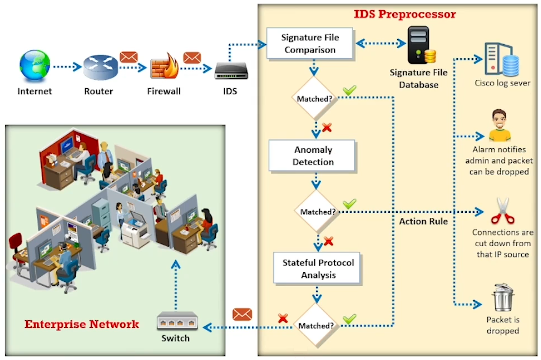 IDS Preprocessor
Signature File
Comparison
Signature File
Database
Internet
Router
Firewall
IDS
Matched?
Cisco log sever
Anomaly
Detection
Alarm notifies
admin and packet
can be dropped
Matched?
Action Rule
Connections are
cut down from
that IP source
Stateful Protocol
Analysis
Matched?
Packet is
dropped
Enterprise Network
Switch